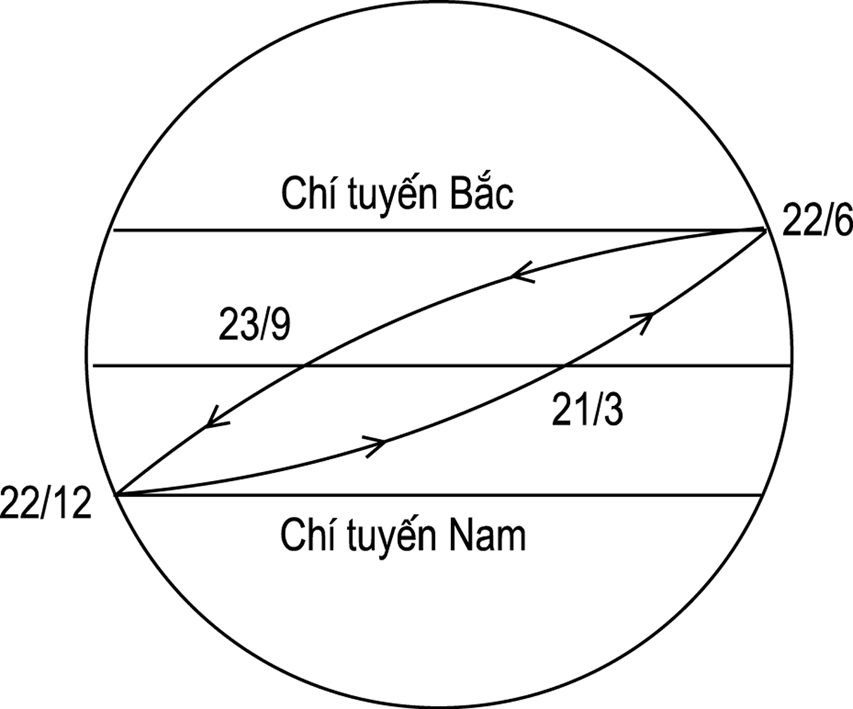 Chí tuyến Bắc
22/6
23/9
21/3
22/12
Chí tuyến Nam